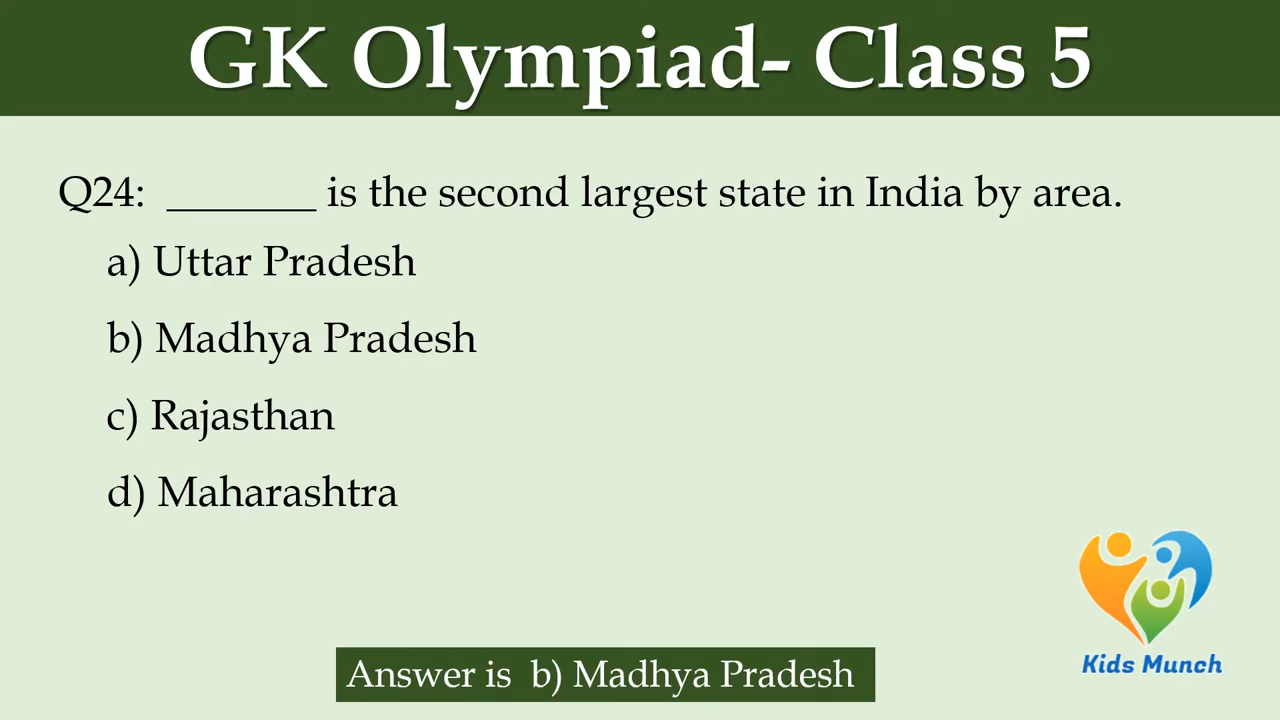 GK Olympiad- Class 5
Q24: _______ is the second largest state in India by area.
a) Uttar Pradesh
b) Madhya Pradesh
c) Rajasthan
d) Maharashtra
Kids Munch
Answer is b) Madhya Pradesh